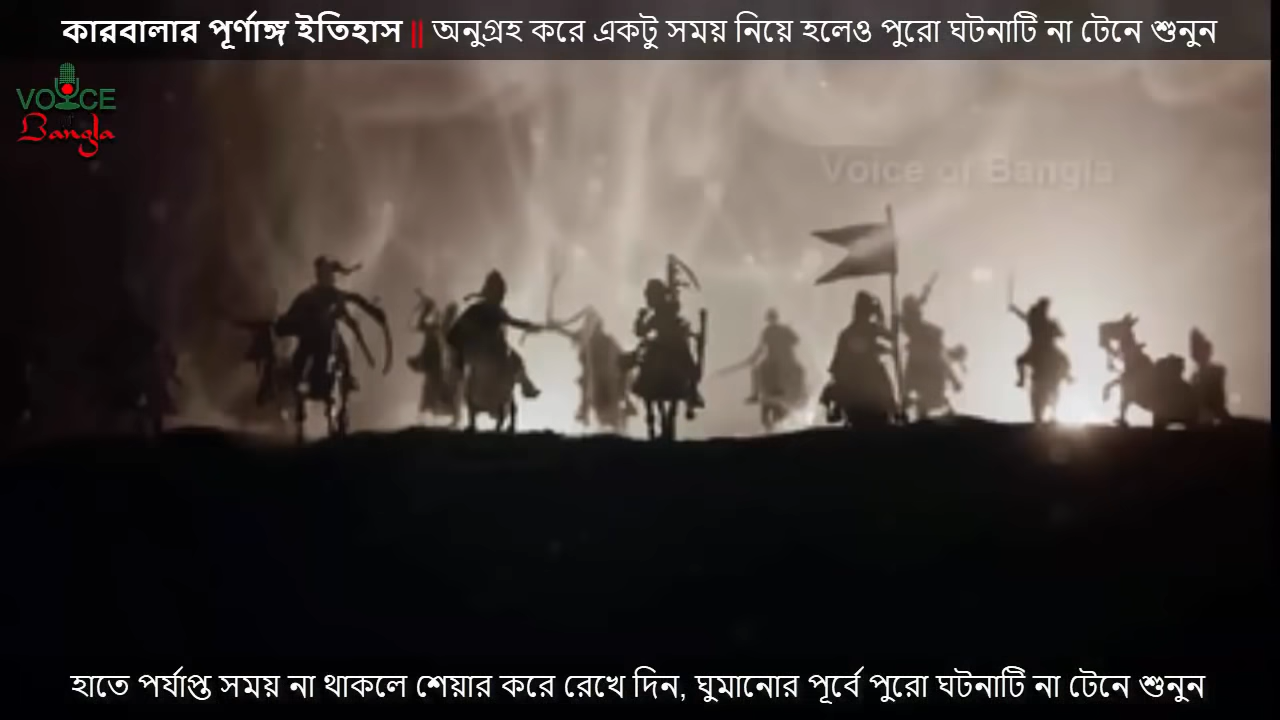 কারবালার পূর্ণাঙ্গ ইতিহাস || অনুগ্রহ করে একটু সময় নিয়ে হলেও পুরো ঘটনাটি না টেনে শুনুন
VOICE
of
Bangla
Voice of Bangla
হাতে পর্যাপ্ত সময় না থাকলে শেয়ার করে রেখে দিন, ঘুমানোর পূর্বে পুরো ঘটনাটি না টেনে শুনুন